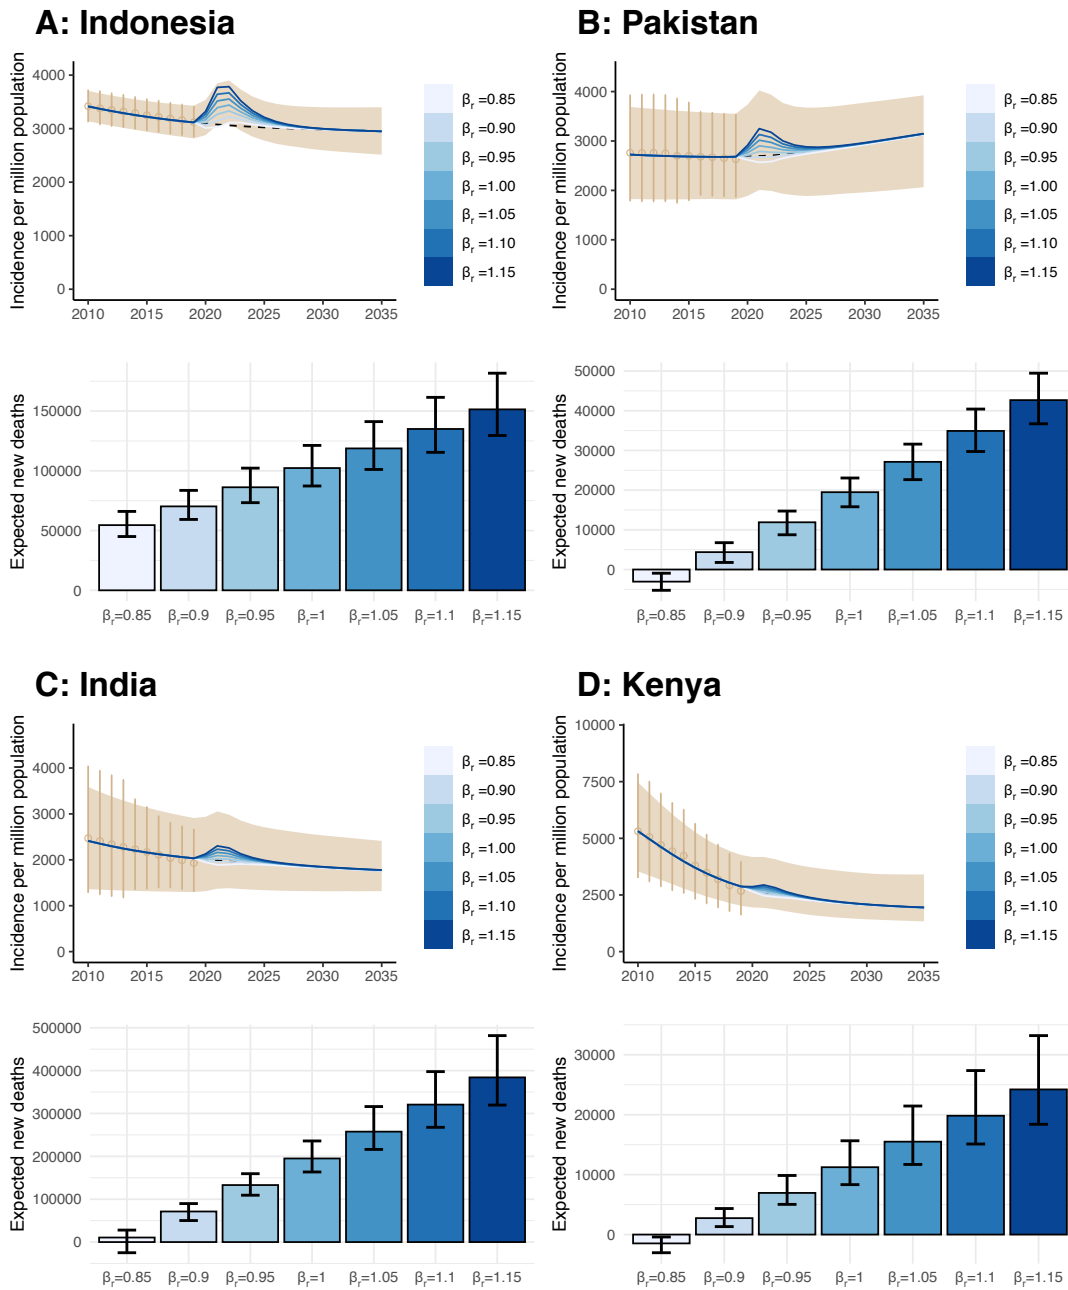 A: Indonesia
Incidence per million population
4000
3000
2000
1000
0
2010 2015 2020 2025 2030 2035
βr =0.85
βr =0.90
βr =0.95
βr =1.00
βr =1.05
βr =1.10
βr =1.15
Expected new deaths
150000
100000
50000
0
βr=0.85 βr=0.9 βr=0.95 βr=1 βr=1.05 βr=1.1 βr=1.15
B: Pakistan
Incidence per million population
4000
3000
2000
1000
0
2010 2015 2020 2025 2030 2035
βr =0.85
βr =0.90
βr =0.95
βr =1.00
βr =1.05
βr =1.10
βr =1.15
Expected new deaths
50000
40000
30000
20000
10000
0
βr=0.85 βr=0.9 βr=0.95 βr=1 βr=1.05 βr=1.1 βr=1.15
C: India
Incidence per million population
4000
3000
2000
1000
0
2010 2015 2020 2025 2030 2035
βr =0.85
βr =0.90
βr =0.95
βr =1.00
βr =1.05
βr =1.10
βr =1.15
Expected new deaths
500000
400000
300000
200000
100000
0
βr=0.85 βr=0.9 βr=0.95 βr=1 βr=1.05 βr=1.1 βr=1.15
D: Kenya
Incidence per million population
10000
7500
5000
2500
0
2010 2015 2020 2025 2030 2035
βr =0.85
βr =0.90
βr =0.95
βr =1.00
βr =1.05
βr =1.10
βr =1.15
Expected new deaths
30000
20000
10000
0
βr=0.85 βr=0.9 βr=0.95 βr=1 βr=1.05 βr=1.1 βr=1.15